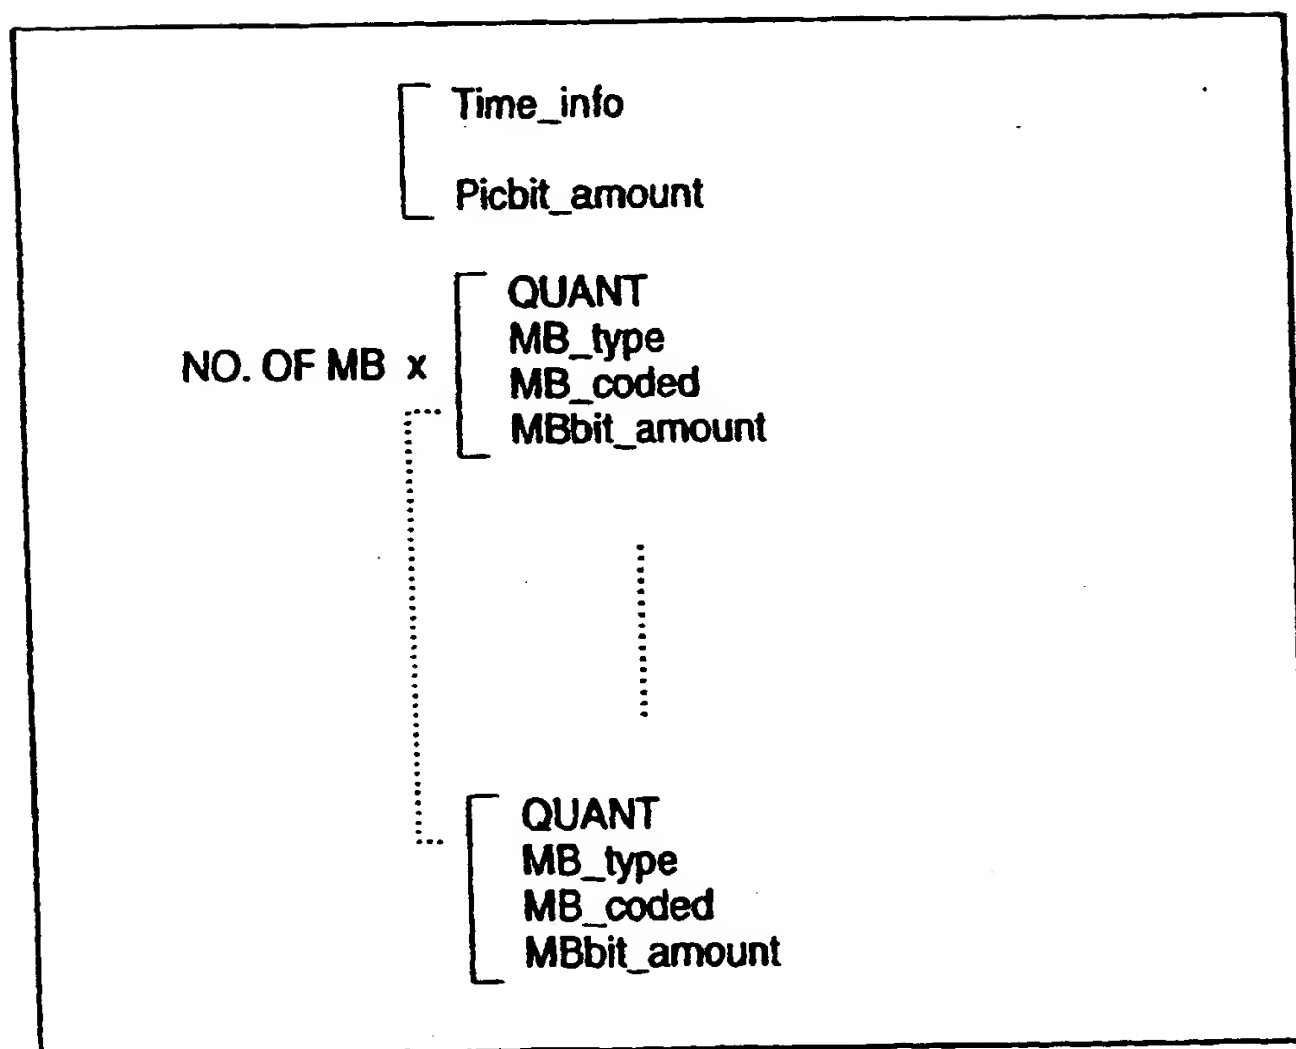 Time_info
Picbit_amount
QUANT
MB_type
NO. OF MB x
MB_coded
MBbit_amount
QUANT
MB_type
MB_coded
MBbit_amount